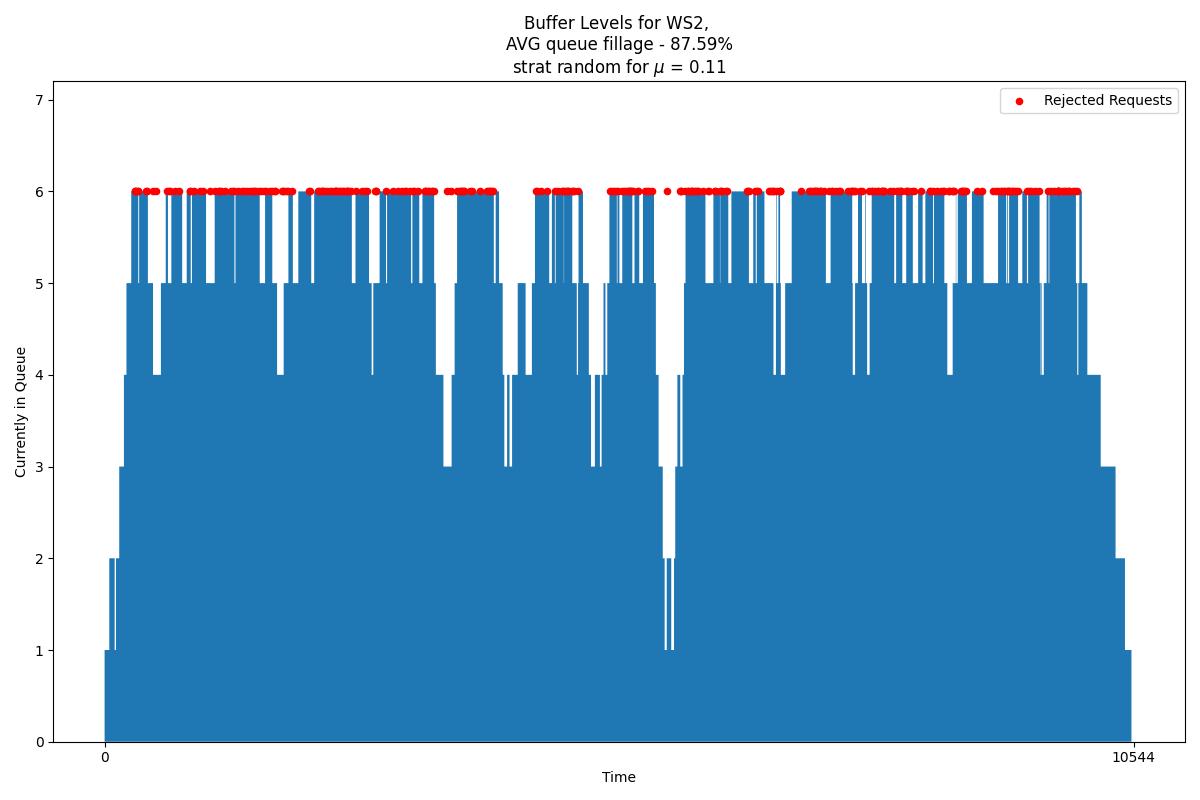 Buffer Levels for WS2,
AVG queue fillage - 87.59%
strat random for μ = 0.11
Rejected Requests
7
6
5
4
3
2
1
0
Currently in Queue
0
10544
Time